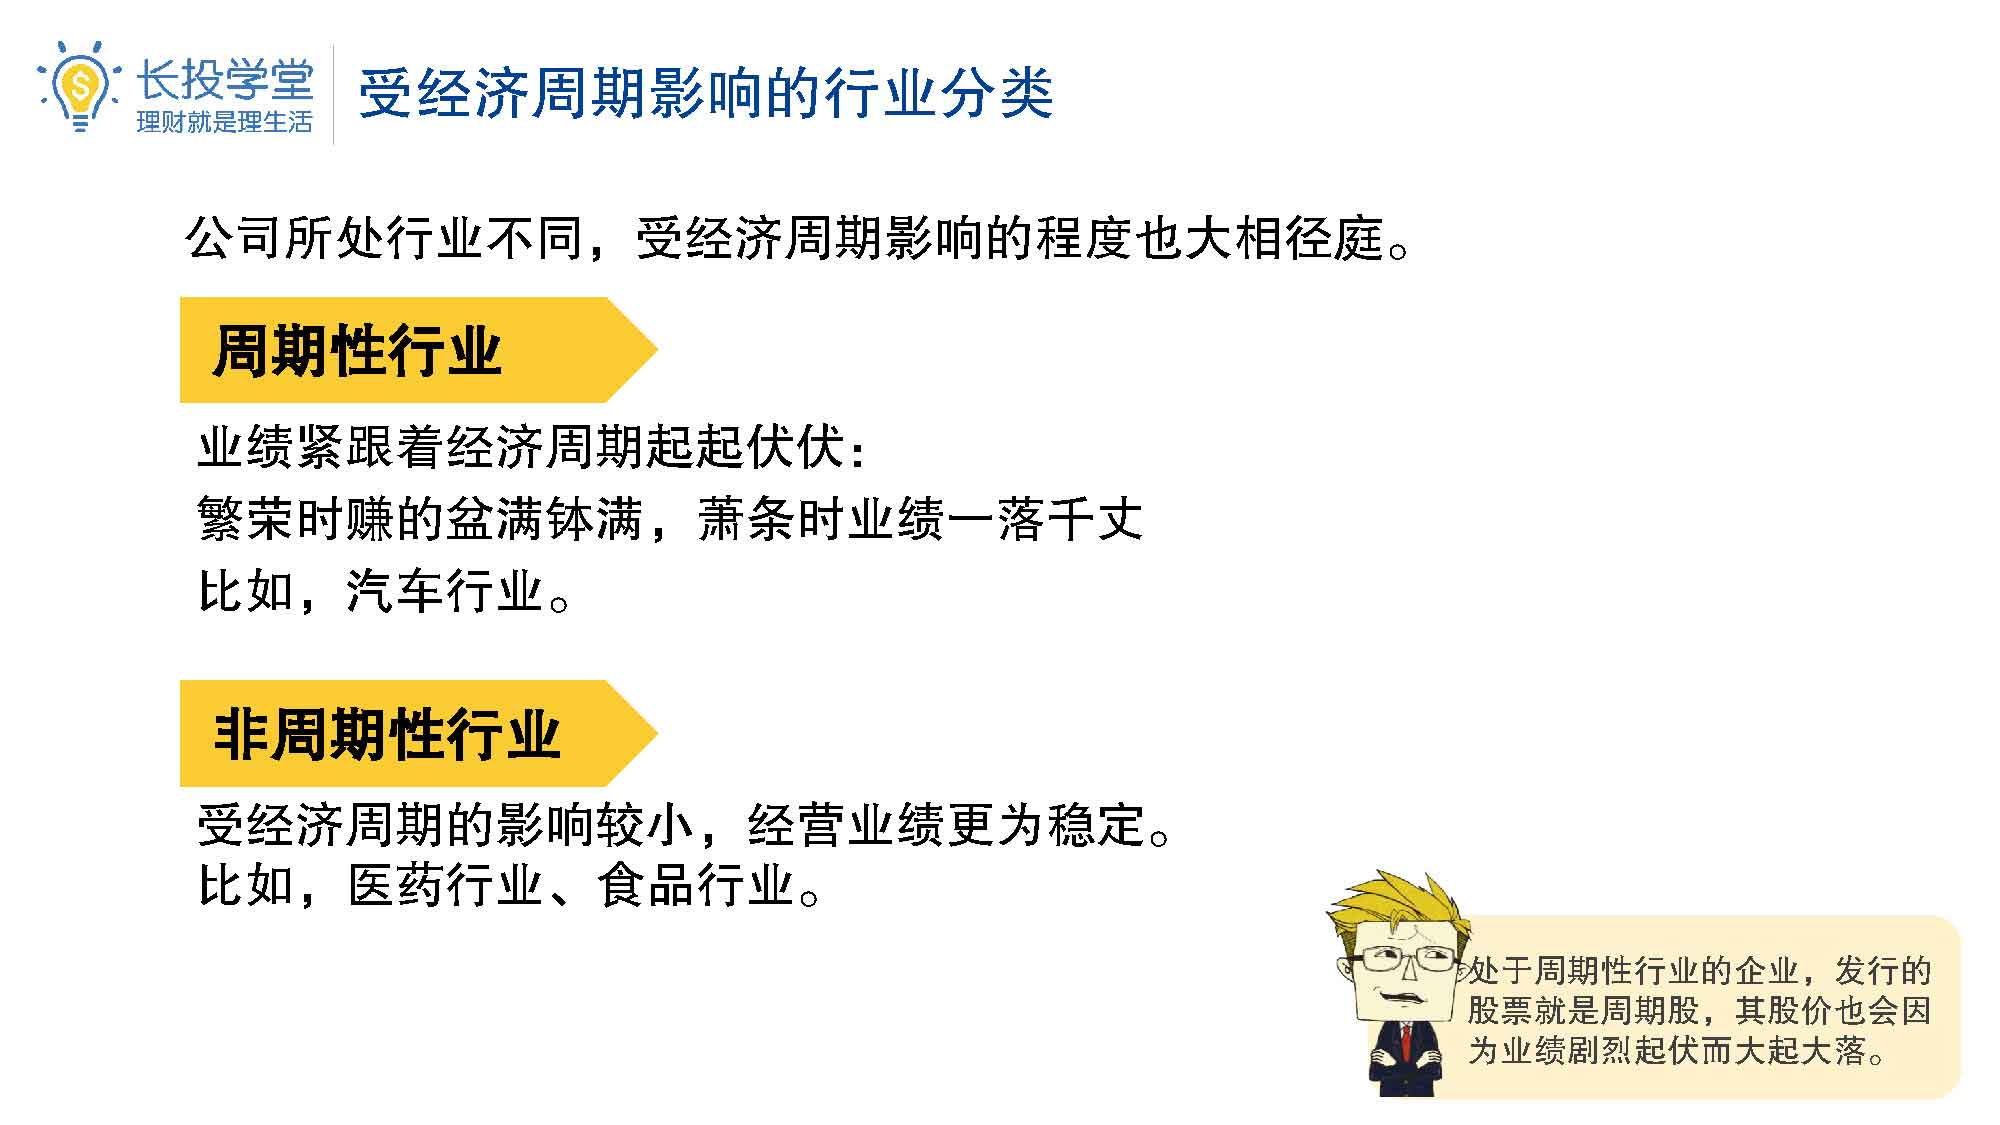 长投学堂
理财就是理生活
受经济周期影响的行业分类
公司所处行业不同，受经济周期影响的程度也大相径庭。
周期性行业
业绩紧跟着经济周期起起伏伏：
繁荣时赚的盆满钵满，萧条时业绩一落千丈
比如，汽车行业。
非周期性行业
受经济周期的影响较小，经营业绩更为稳定。
比如，医药行业、食品行业。
处于周期性行业的企业，发行的
股票就是周期股，其股价也会因
为业绩剧烈起伏而大起大落。